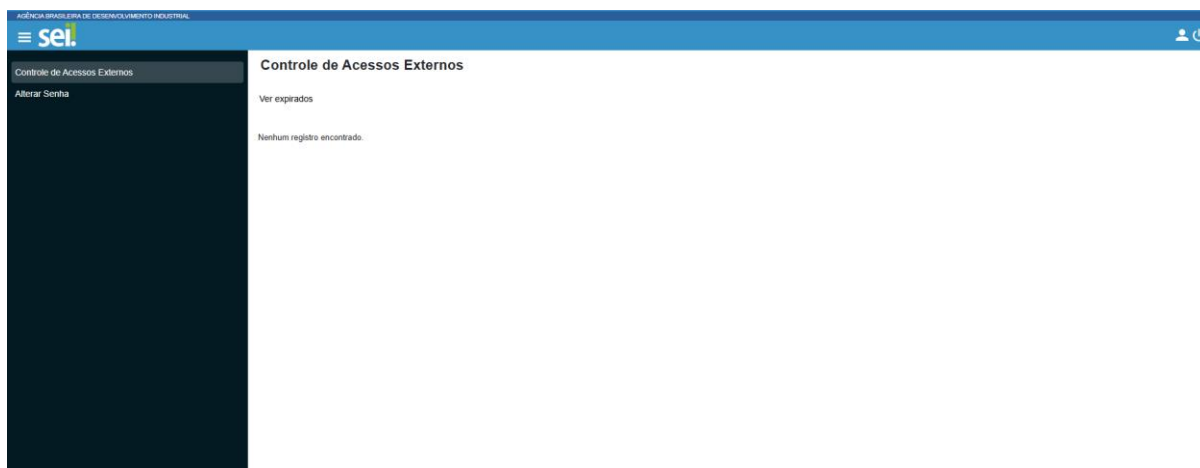 AGÊNCIA BRASILEIRA DE DESENVOLVIMENTO INDUSTRIAL
sei!
Controle de Acessos Externos
Alterar Senha
Controle de Acessos Externos
Ver expirados
Nenhum registro encontrado.